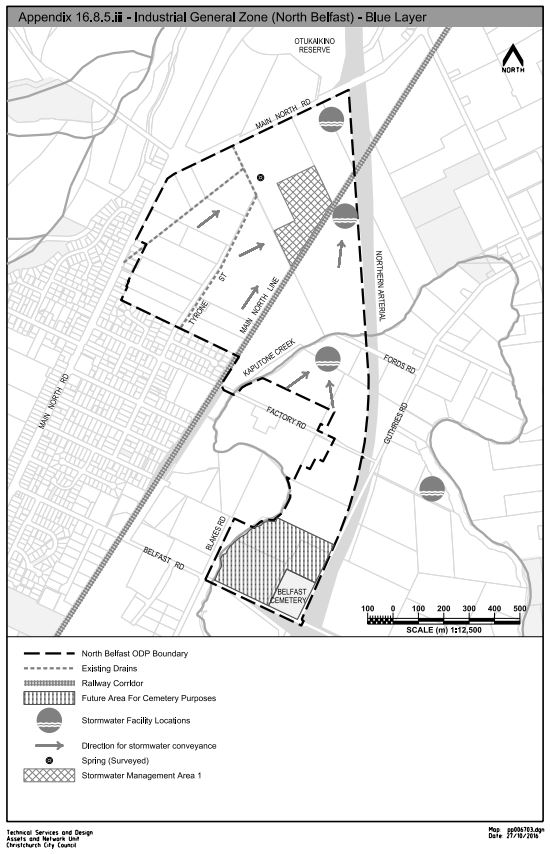 Appendix 16.8.5.iii - Industrial General Zone (North Belfast) - Blue Layer
OTUKAIKINO
RESERVE
NORTH
MAIN NORTH RD
TYRONE ST
MAIN NORTH LINE
NORTHERN ARTERIAL
KAPUTONE CREEK
FORDS RD
MAIN NORTH RD
FACTORY RD
GUTHRIES RD
BLAKES RD
BELFAST RD
BELFAST
CEMETERY
100 0 100 200 300 400 500
SCALE (m) 1:12,500
North Belfast ODP Boundary
Existing Drains
Railway Corridor
Future Area For Cemetery Purposes
Stormwater Facility Locations
Direction for stormwater conveyance
Spring (Surveyed)
Stormwater Management Area 1
Technical Services and Design
Assets and Network Unit
Christchurch City Council
Map: pp006703.dgn
Date: 27/10/2016